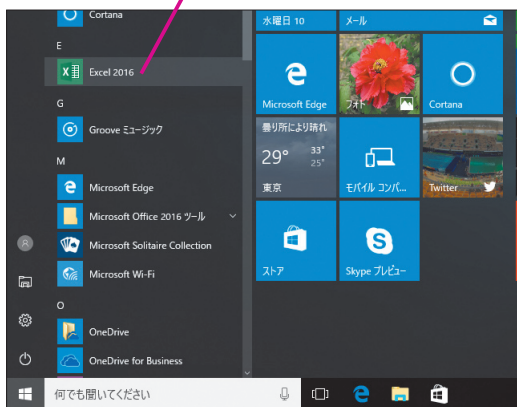 Cortana
E
Excel 2016
G
Groove ミュージック
M
Microsoft Edge
Microsoft Office 2016 ツール
Microsoft Solitaire Collection
Microsoft Wi-Fi
O
OneDrive
OneDrive for Business
何でも聞いてください
水曜日 10
メール
Microsoft Edge
フォト
Cortana
曇り所により晴れ
29° 33°
25°
東京
モバイル コンパ...
Twitter
ストア
Skype プレビュー